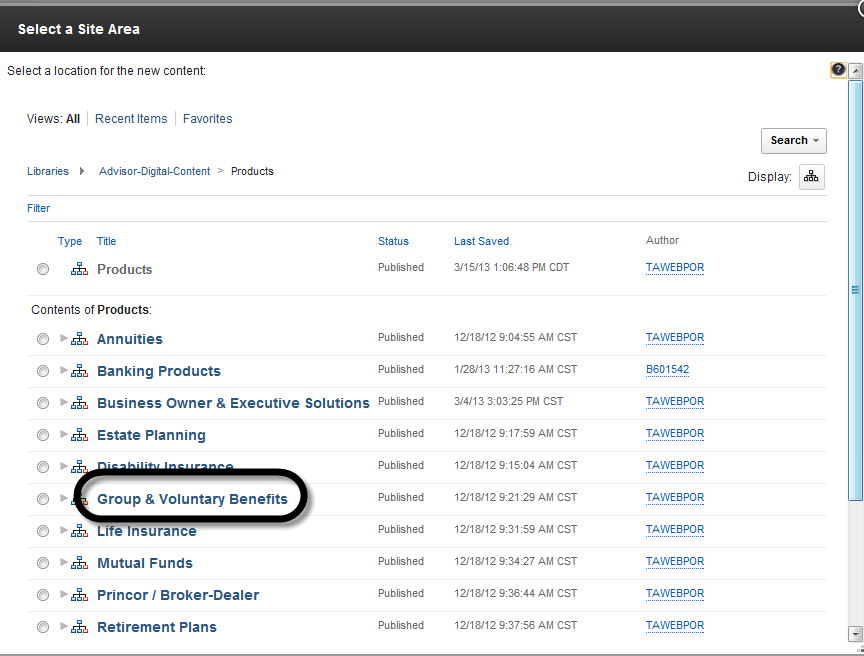 Select a Site Area
Select a location for the new content:
?
Views: All Recent Items Favorites
Search
Libraries Advisor-Digital-Content > Products
Display:
Filter
Type Title Status Last Saved Author
Products Published 3/15/13 1:06:48 PM CDT TAWEBPOR
Contents of Products:
Annuities Published 12/18/12 9:04:55 AM CST TAWEBPOR
Banking Products Published 1/28/13 11:27:16 AM CST B601542
Business Owner & Executive Solutions Published 3/4/13 3:03:25 PM CST TAWEBPOR
Estate Planning Published 12/18/12 9:17:59 AM CST TAWEBPOR
Disability Insurance Published 12/18/12 9:15:04 AM CST TAWEBPOR
Group & Voluntary Benefits Published 12/18/12 9:21:29 AM CST TAWEBPOR
Life Insurance Published 12/18/12 9:31:59 AM CST TAWEBPOR
Mutual Funds Published 12/18/12 9:34:27 AM CST TAWEBPOR
Princor / Broker-Dealer Published 12/18/12 9:36:44 AM CST TAWEBPOR
Retirement Plans Published 12/18/12 9:37:56 AM CST TAWEBPOR